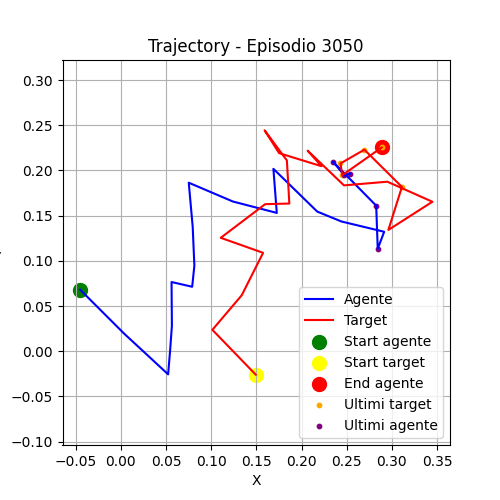 Trajectory - Episodio 3050
0.30
0.25
0.20
0.15
0.10
0.05
0.00
−0.05
−0.10
Agente
Target
Start agente
Start target
End agente
Ultimi target
Ultimi agente
−0.05 0.00 0.05 0.10 0.15 0.20 0.25 0.30 0.35
X